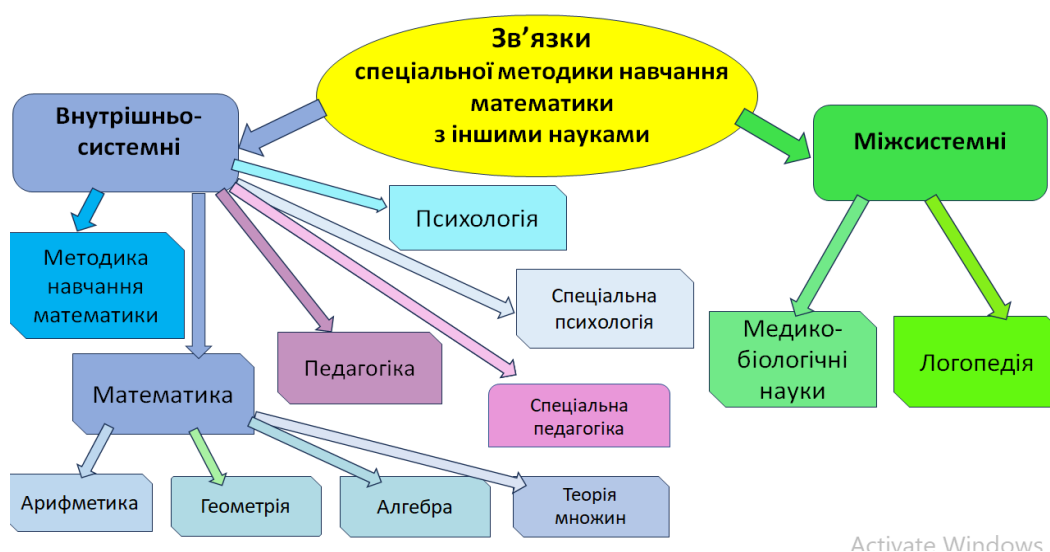 Зв’язки
спеціальної методики навчання
математики
з іншими науками
Внутрішньо-
системні
Міжсистемні
Психологія
Методика
навчання
математики
Спеціальна
психологія
Педагогіка
Медико-
біологічні
науки
Логопедія
Математика
Спеціальна
педагогіка
Арифметика
Геометрія
Алгебра
Теорія
множин
Activate Windows